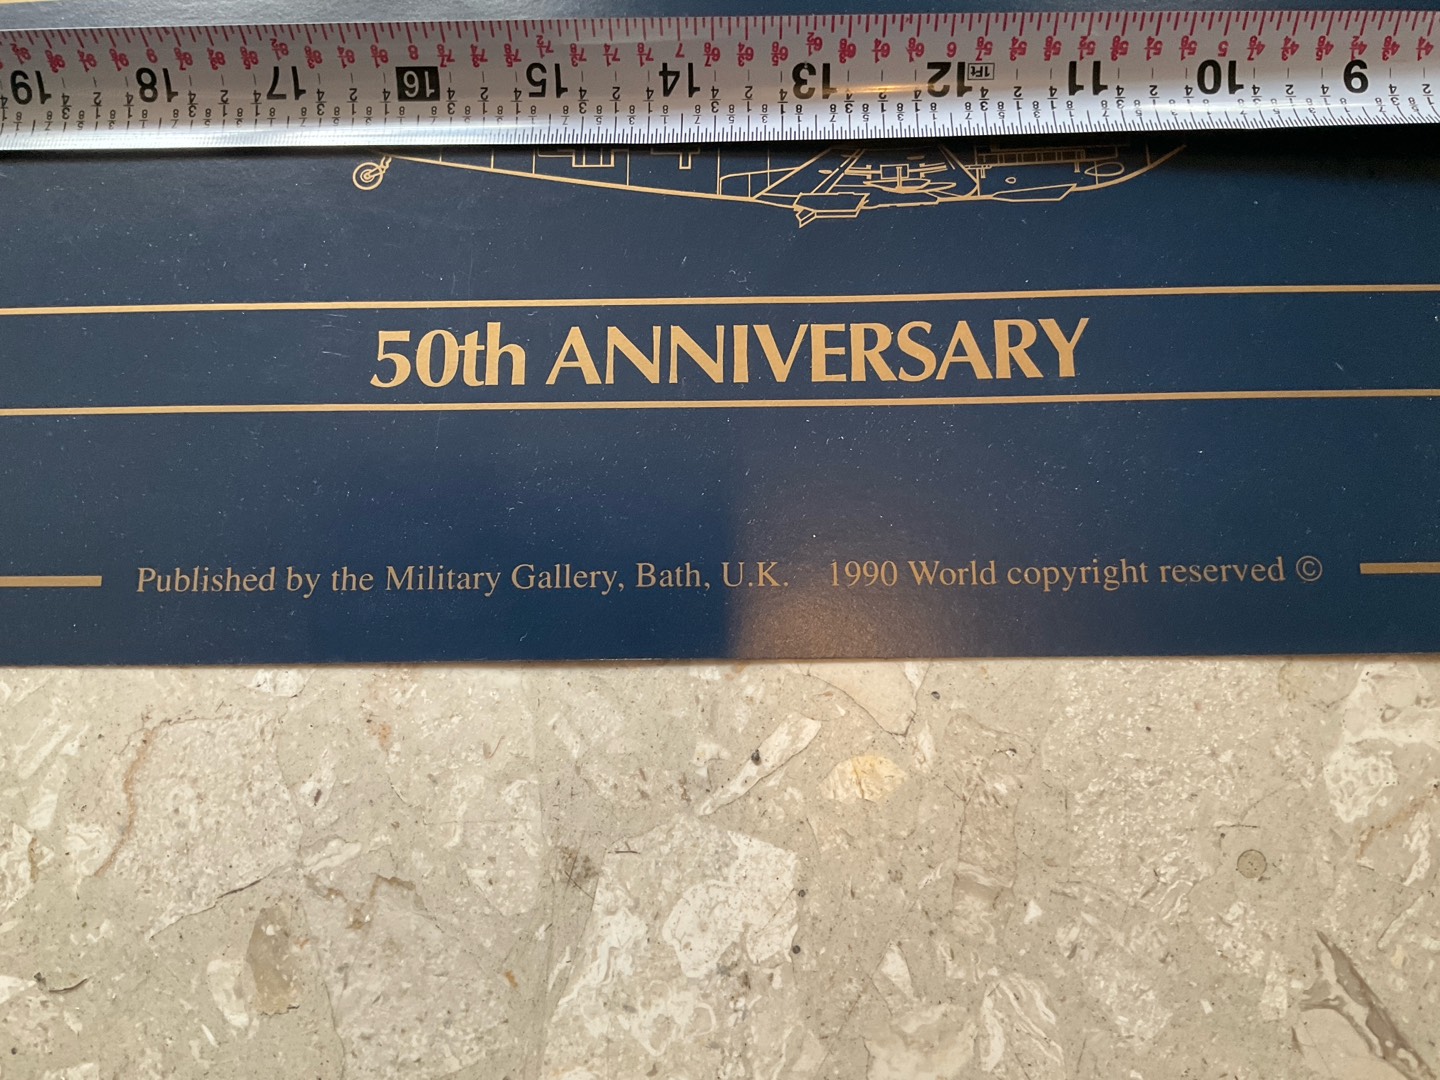 19 18 17 16 15 14 13 12 1Ft 11 10 9
50th ANNIVERSARY
Published by the Military Gallery, Bath, U.K. 1990 World copyright reserved ©